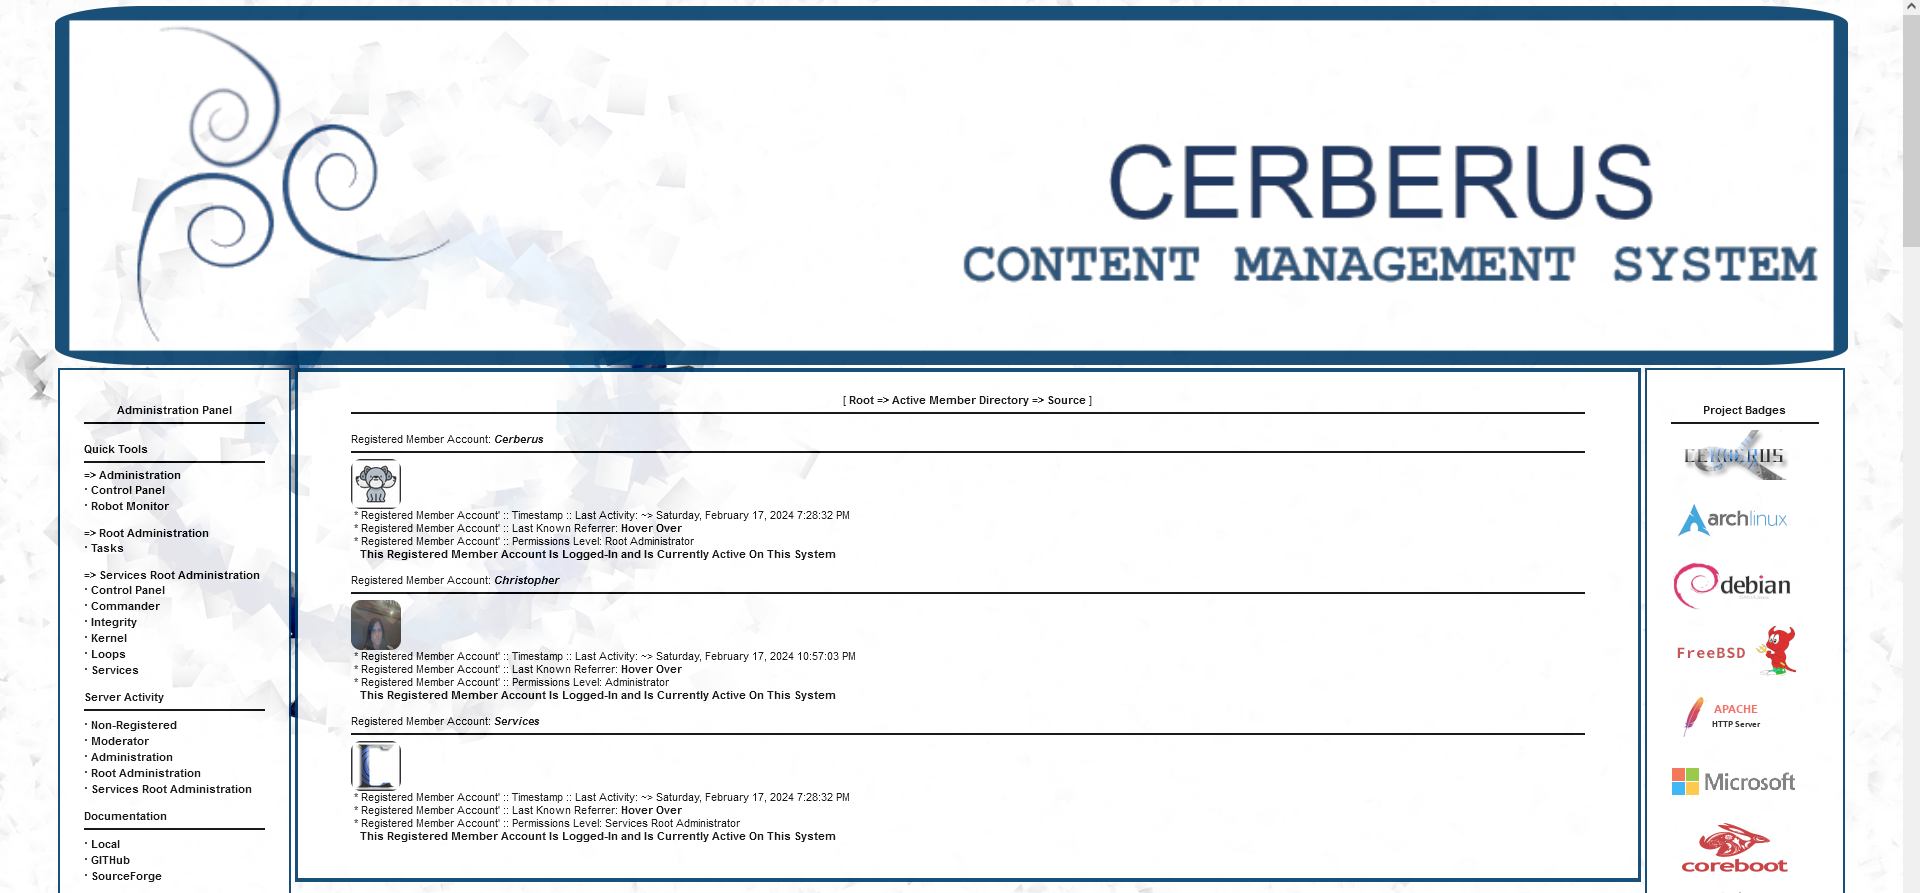 CERBERUS
CONTENT MANAGEMENT SYSTEM
Administration Panel
Quick Tools
=> Administration
· Control Panel
· Robot Monitor
=> Root Administration
· Tasks
=> Services Root Administration
· Control Panel
· Commander
· Integrity
· Kernel
· Loops
· Services
Server Activity
· Non-Registered
· Moderator
· Administration
· Root Administration
· Services Root Administration
Documentation
· Local
· GITHub
· SourceForge
[ Root => Active Member Directory => Source ]
Registered Member Account: Cerberus
* Registered Member Account' :: Timestamp :: Last Activity: ~> Saturday, February 17, 2024 7:28:32 PM
* Registered Member Account' :: Last Known Referrer: Hover Over
* Registered Member Account' :: Permissions Level: Root Administrator
This Registered Member Account Is Logged-In and Is Currently Active On This System
Registered Member Account: Christopher
* Registered Member Account' :: Timestamp :: Last Activity: ~> Saturday, February 17, 2024 10:57:03 PM
* Registered Member Account' :: Last Known Referrer: Hover Over
* Registered Member Account' :: Permissions Level: Administrator
This Registered Member Account Is Logged-In and Is Currently Active On This System
Registered Member Account: Services
* Registered Member Account' :: Timestamp :: Last Activity: ~> Saturday, February 17, 2024 7:28:32 PM
* Registered Member Account' :: Last Known Referrer: Hover Over
* Registered Member Account' :: Permissions Level: Services Root Administrator
This Registered Member Account Is Logged-In and Is Currently Active On This System
Project Badges
CERBERUS
archlinux
debian
FreeBSD
APACHE
HTTP Server
Microsoft
coreboot